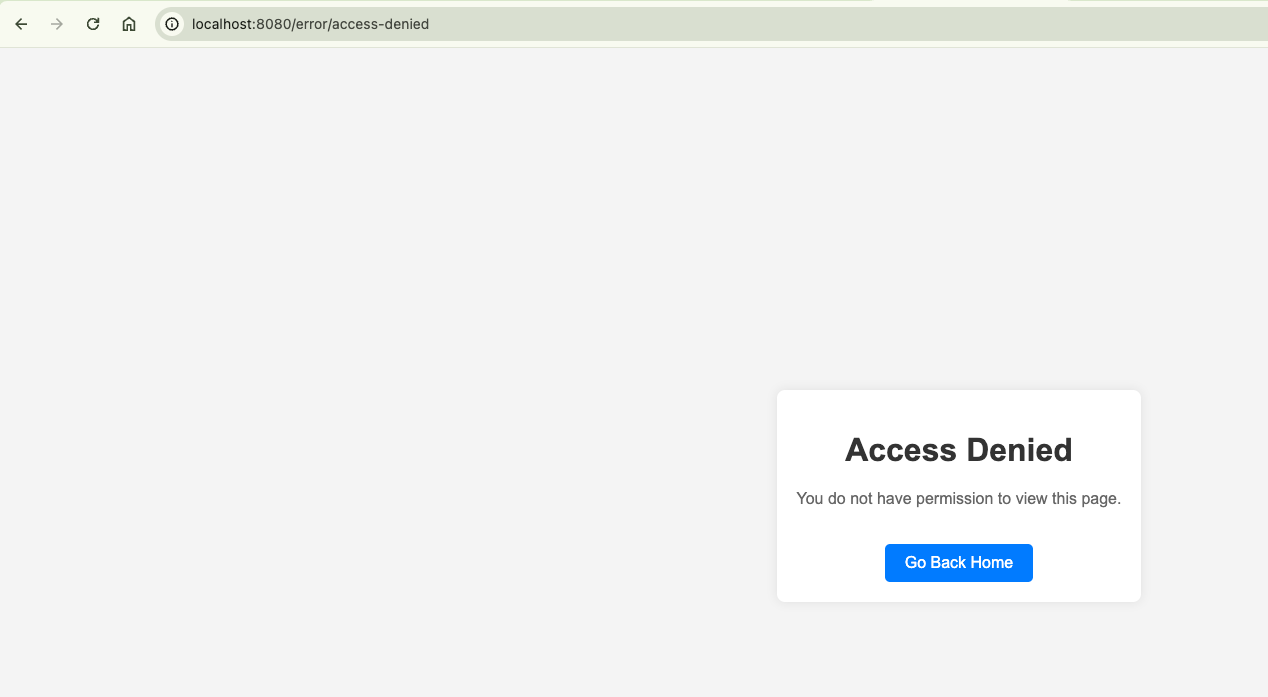 localhost:8080/error/access-denied
Access Denied
You do not have permission to view this page.
Go Back Home